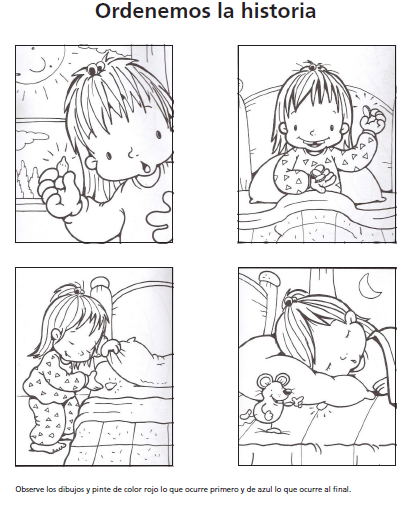 Ordenemos la historia
Observe los dibujos y pinte de color rojo lo que ocurre primero y de azul lo que ocurre al final.